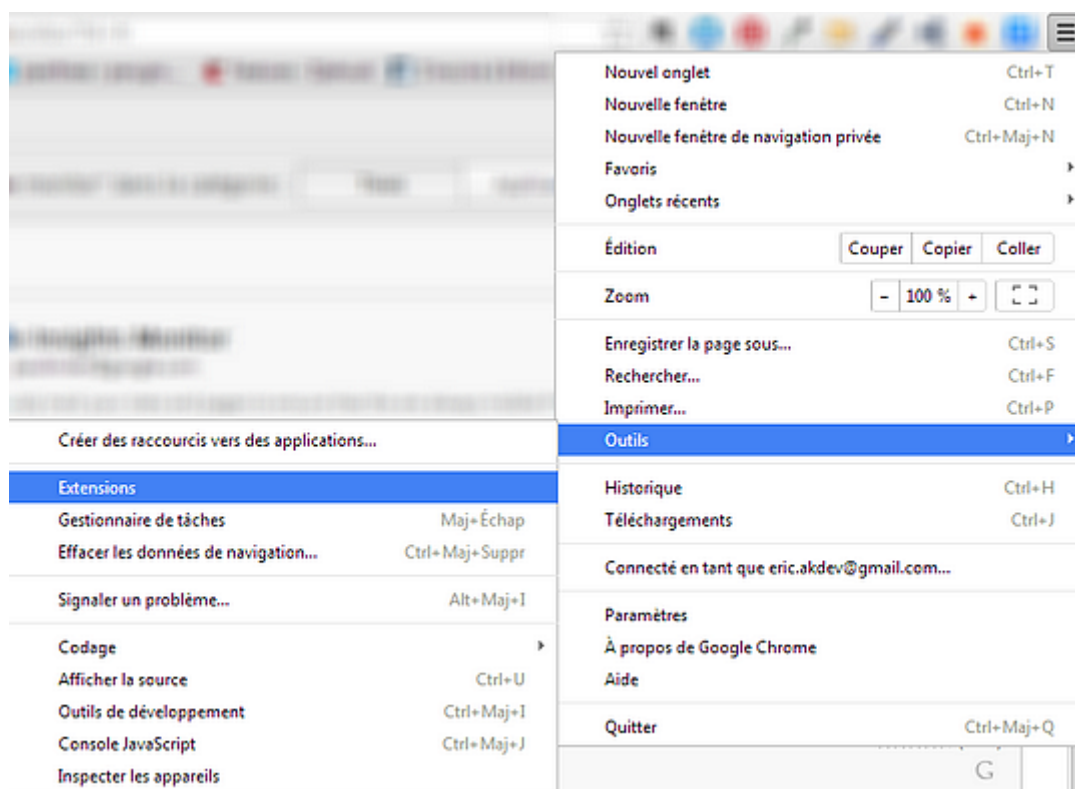 Nouvel onglet Ctrl+T
Nouvelle fenêtre Ctrl+N
Nouvelle fenêtre de navigation privée Ctrl+Maj+N
Favoris
Onglets récents
Édition Couper Copier Coller
Zoom - 100 % +
Enregistrer la page sous... Ctrl+S
Rechercher... Ctrl+F
Imprimer... Ctrl+P
Outils
Historique Ctrl+H
Téléchargements Ctrl+J
Connecté en tant que eric.akdev@gmail.com...
Paramètres
À propos de Google Chrome
Aide
Quitter Ctrl+Maj+Q
G
Créer des raccourcis vers des applications...
Extensions
Gestionnaire de tâches Maj+Échap
Effacer les données de navigation... Ctrl+Maj+Suppr
Signaler un problème... Alt+Maj+I
Codage
Afficher la source Ctrl+U
Outils de développement Ctrl+Maj+I
Console JavaScript Ctrl+Maj+J
Inspecter les appareils